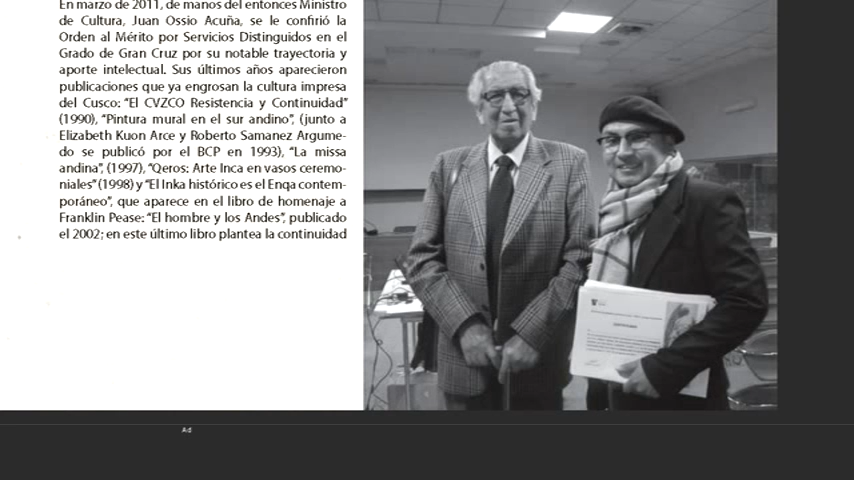 En marzo de 2011, de manos del entonces Ministro
de Cultura, Juan Ossio Acuña, se le confirió la
Orden al Mérito por Servicios Distinguidos en el
Grado de Gran Cruz por su notable trayectoria y
aporte intelectual. Sus últimos años aparecieron
publicaciones que ya engrosan la cultura impresa
del Cusco: “El CVZCO Resistencia y Continuidad”
(1990), “Pintura mural en el sur andino”, (junto a
Elizabeth Kuon Arce y Roberto Samanez Argume-
do se publicó por el BCP en 1993), “La missa
andina”, (1997), “Qeros: Arte Inca en vasos ceremo-
niales” (1998) y “El Inka histórico es el Enqa contem-
poráneo”, que aparece en el libro de homenaje a
Franklin Pease: “El hombre y los Andes”, publicado
el 2002; en este último libro plantea la continuidad
Ad